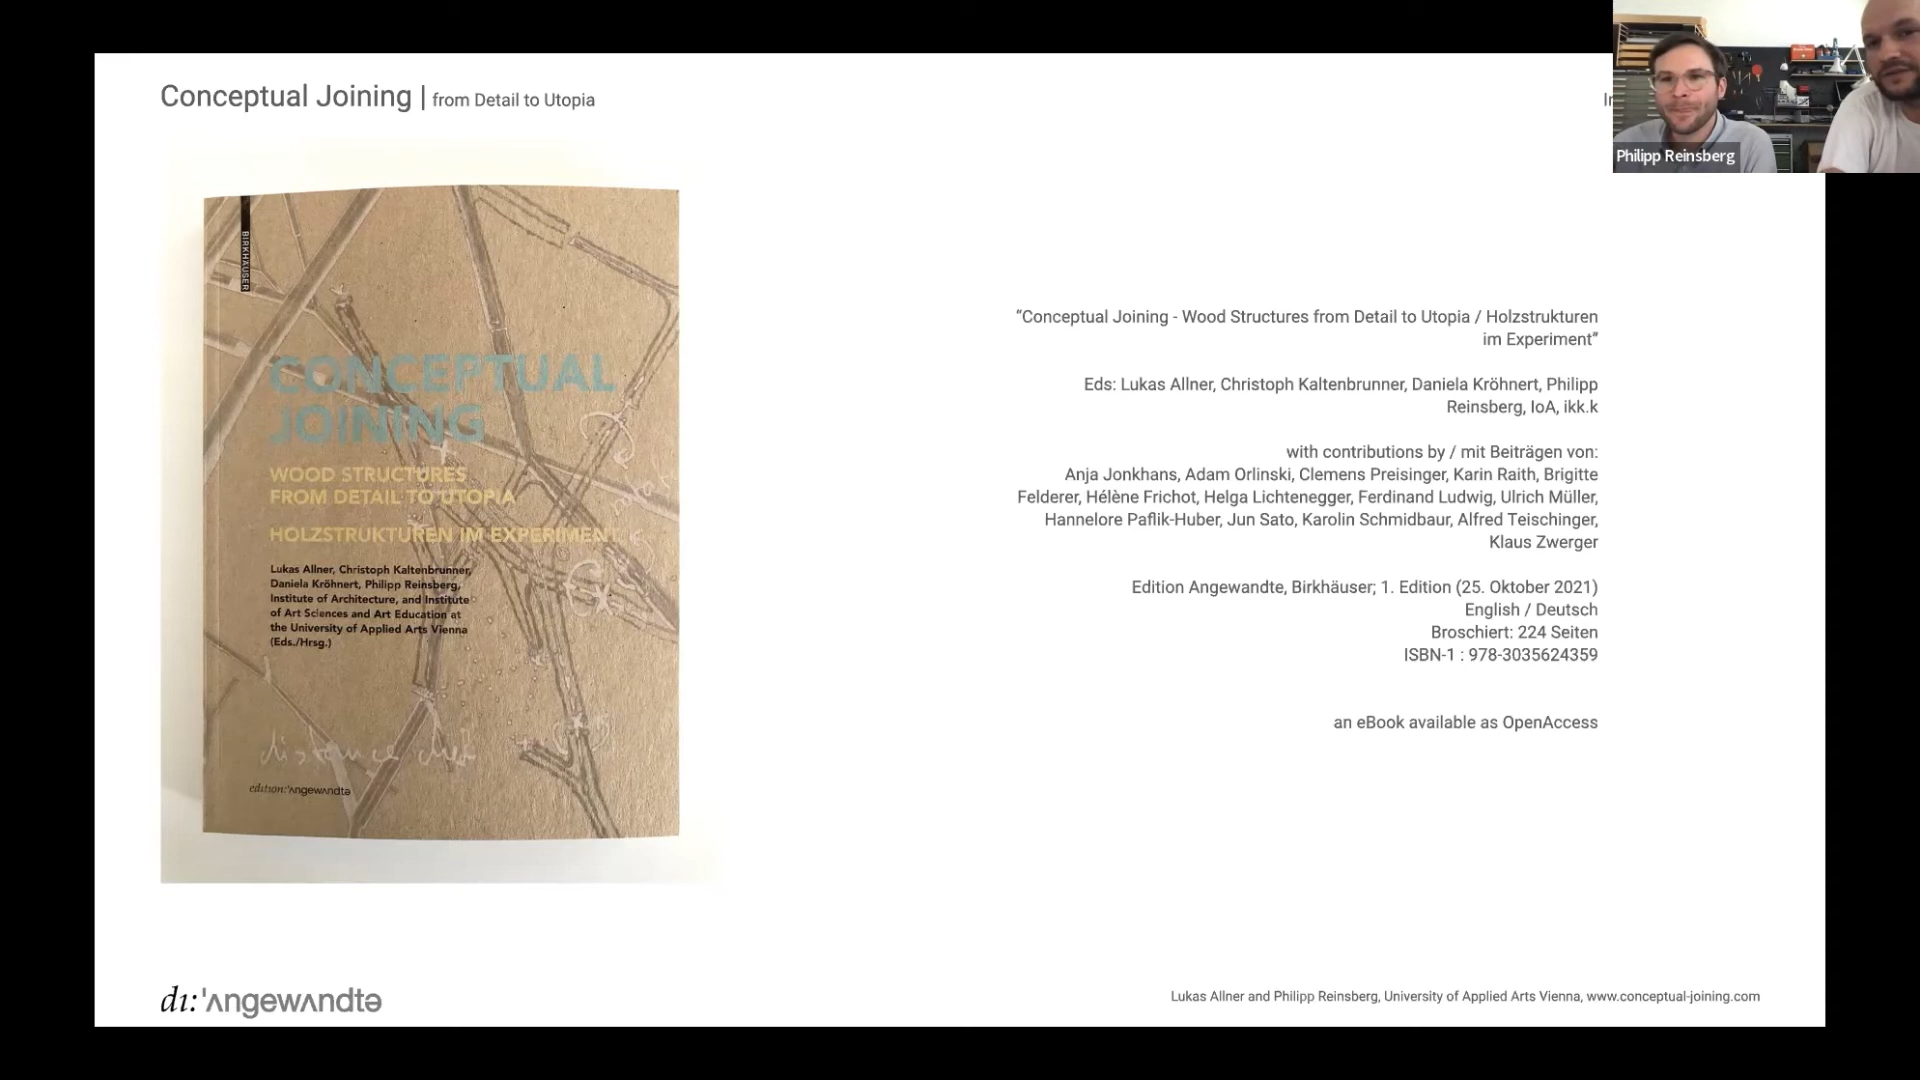 Conceptual Joining | from Detail to Utopia
Philipp Reinsberg
BIRKHÄUSER
CONCEPTUAL
JOINING
WOOD STRUCTURES
FROM DETAIL TO UTOPIA
HOLZSTRUKTUREN IM EXPERIMENT
Lukas Allner, Christoph Kaltenbrunner,
Daniela Kröhnert, Philipp Reinsberg,
Institute of Architecture, and Institute
of Art Sciences and Art Education at
the University of Applied Arts Vienna
(Eds./Hrsg.)
distance
edition:'ʌngewʌndtə
“Conceptual Joining - Wood Structures from Detail to Utopia / Holzstrukturen
im Experiment”
Eds: Lukas Allner, Christoph Kaltenbrunner, Daniela Kröhnert, Philipp
Reinsberg, IoA, ikk.k
with contributions by / mit Beiträgen von:
Anja Jonkhans, Adam Orlinski, Clemens Preisinger, Karin Raith, Brigitte
Felderer, Hélène Frichot, Helga Lichtenegger, Ferdinand Ludwig, Ulrich Müller,
Hannelore Paflik-Huber, Jun Sato, Karolin Schmidbaur, Alfred Teischinger,
Klaus Zwerger
Edition Angewandte, Birkhäuser; 1. Edition (25. Oktober 2021)
English / Deutsch
Broschiert: 224 Seiten
ISBN-1 : 978-3035624359
an eBook available as OpenAccess
dı:'ʌngewʌndtə
Lukas Allner and Philipp Reinsberg, University of Applied Arts Vienna, www.conceptual-joining.com